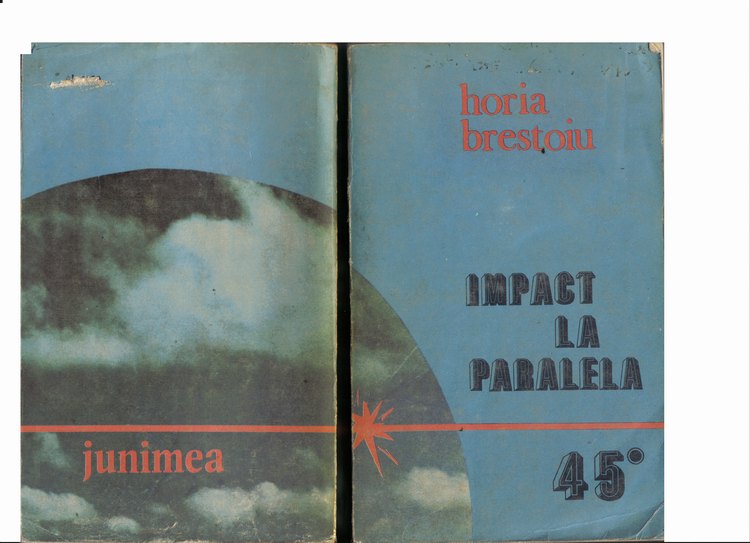 junimea
horia
brestoiu
IMPACT
LA
PARALELA
45°